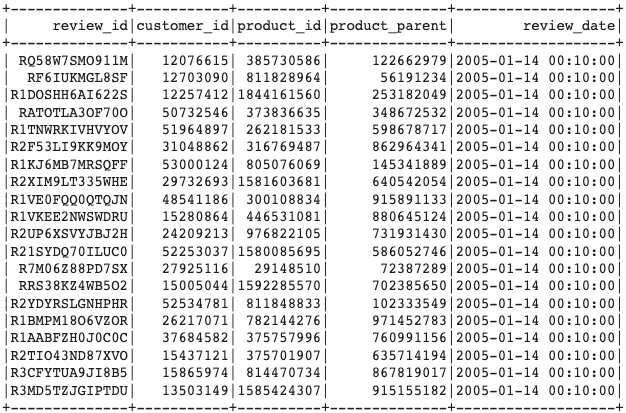 +--------------+-----------+----------+--------------+-------------------+
|     review_id|customer_id|product_id|product_parent|        review_date|
+--------------+-----------+----------+--------------+-------------------+
| RQ58W7SMO911M|   12076615| 385730586|     122662979|2005-01-14 00:10:00|
| RF6IUKMGL8SF|   12703090| 811828964|      56191234|2005-01-14 00:10:00|
|R1DOSHH6AI622S|   12257412|1844161560|     253182049|2005-01-14 00:10:00|
| RATOTLA3OF70O|   50732546| 373836635|     348672532|2005-01-14 00:10:00|
|R1TNWRKIVHVYOV|   51964897| 262181533|     598678717|2005-01-14 00:10:00|
|R2F53LI9KK9MOY|   31048862| 316769487|     862964341|2005-01-14 00:10:00|
|R1KJ6MB7MRSQFF|   53000124| 805076069|     145341889|2005-01-14 00:10:00|
|R2XIM9LT335WHE|   29732693|1581603681|     640542054|2005-01-14 00:10:00|
|R1VE0FQQ0QTQJN|   48541186| 300108834|     915891133|2005-01-14 00:10:00|
|R1VKEE2NWSWDRU|   15280864| 446531081|     880645124|2005-01-14 00:10:00|
|R2UP6XSVYJBJ2H|   24209213| 976822105|     731931430|2005-01-14 00:10:00|
|R21SYDQ70ILUC0|   52253037|1580085695|     586052746|2005-01-14 00:10:00|
| R7M06Z88PD7SX|   27925116|  29148510|      72387289|2005-01-14 00:10:00|
| RRS38KZ4WB5O2|   15005044|1592285570|     702385650|2005-01-14 00:10:00|
|R2YDYRSLGNHPHR|   52534781| 811848833|     102333549|2005-01-14 00:10:00|
|R1BMPM18O6VZOR|   26217071| 782144276|     971452783|2005-01-14 00:10:00|
|R1AABFZH0J0C0C|   37684582| 375757996|     760991156|2005-01-14 00:10:00|
|R2TIO43ND87XVO|   15437121| 375701907|     635714194|2005-01-14 00:10:00|
|R3CFYTUA9JI8B5|   15865974| 814470734|     867819017|2005-01-14 00:10:00|
|R3MD5TZJGIPTDU|   13503149|1585424307|     915155182|2005-01-14 00:10:00|
+--------------+-----------+----------+--------------+-------------------+